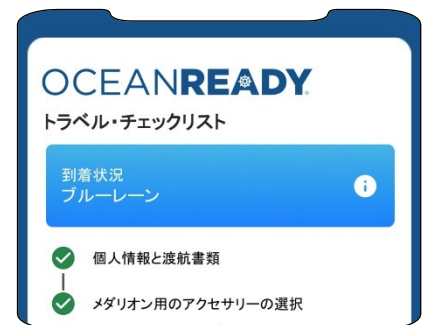 OCEANREADY
トラベル・チェックリスト
到着状況
ブルーレーン
個人情報と渡航書類
メダリオン用のアクセサリーの選択